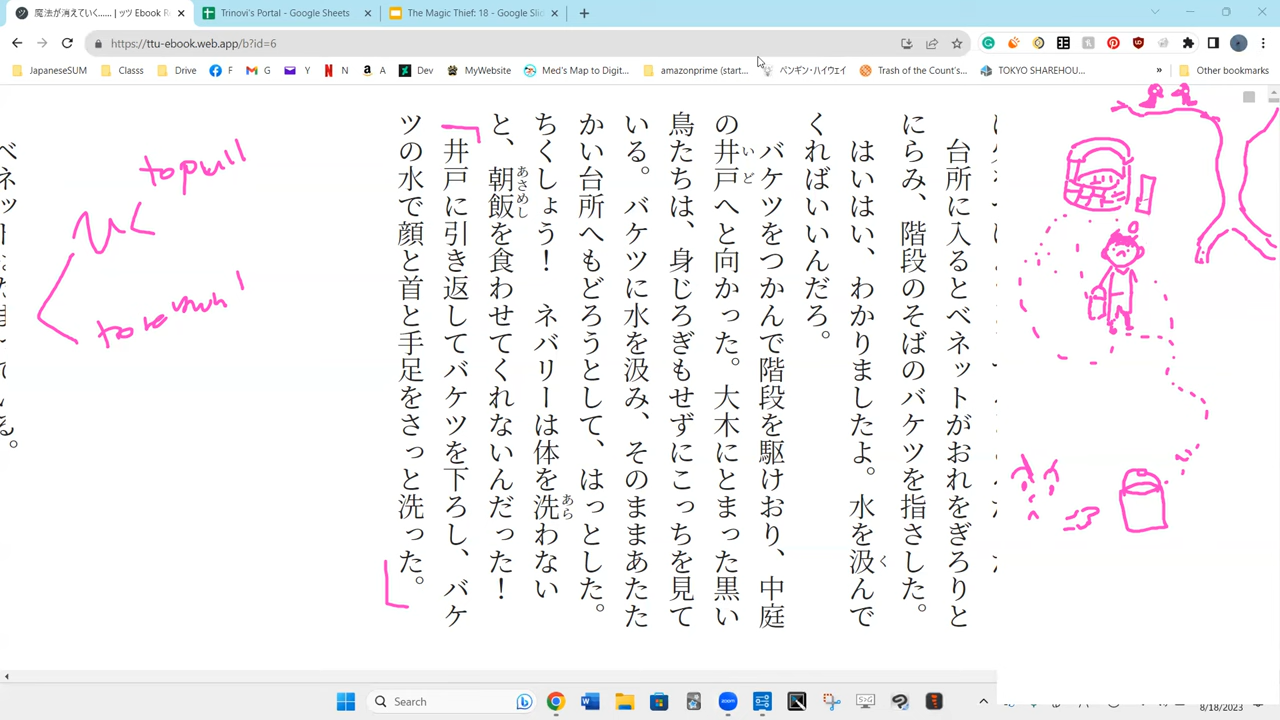 魔法が消えていく…… | ッツ Ebook R
Trinovi's Portal - Google Sheets
The Magic Thief: 18 - Google Slid
https://ttu-ebook.web.app/b?id=6
JapaneseSUM
Classs
Drive
F
G
Y
N
A
Dev
MyWebsite
Med's Map to Digit...
amazonprime (start...
ペンギン・ハイウェイ
Trash of the Count's...
TOKYO SHAREHOU...
»
Other bookmarks
台所に入るとベネットがおれをぎろりと
にらみ、階段のそばのバケツを指さした。
はいはい、わかりましたよ。水を汲んで
くればいいんだろ。
バケツをつかんで階段を駆けおり、中庭
の井戸へと向かった。大木にとまった黒い
鳥たちは、身じろぎもせずにこっちを見て
いる。バケツに水を汲み、そのままあたた
かい台所へもどろうとして、はっとした。
ちくしょう! ネバリーは体を洗わない
と、朝飯を食わせてくれないんだった!
井戸に引き返してバケツを下ろし、バケ
ツの水で顔と首と手足をさっと洗った。
topull
ひく
Search
8/18/2023